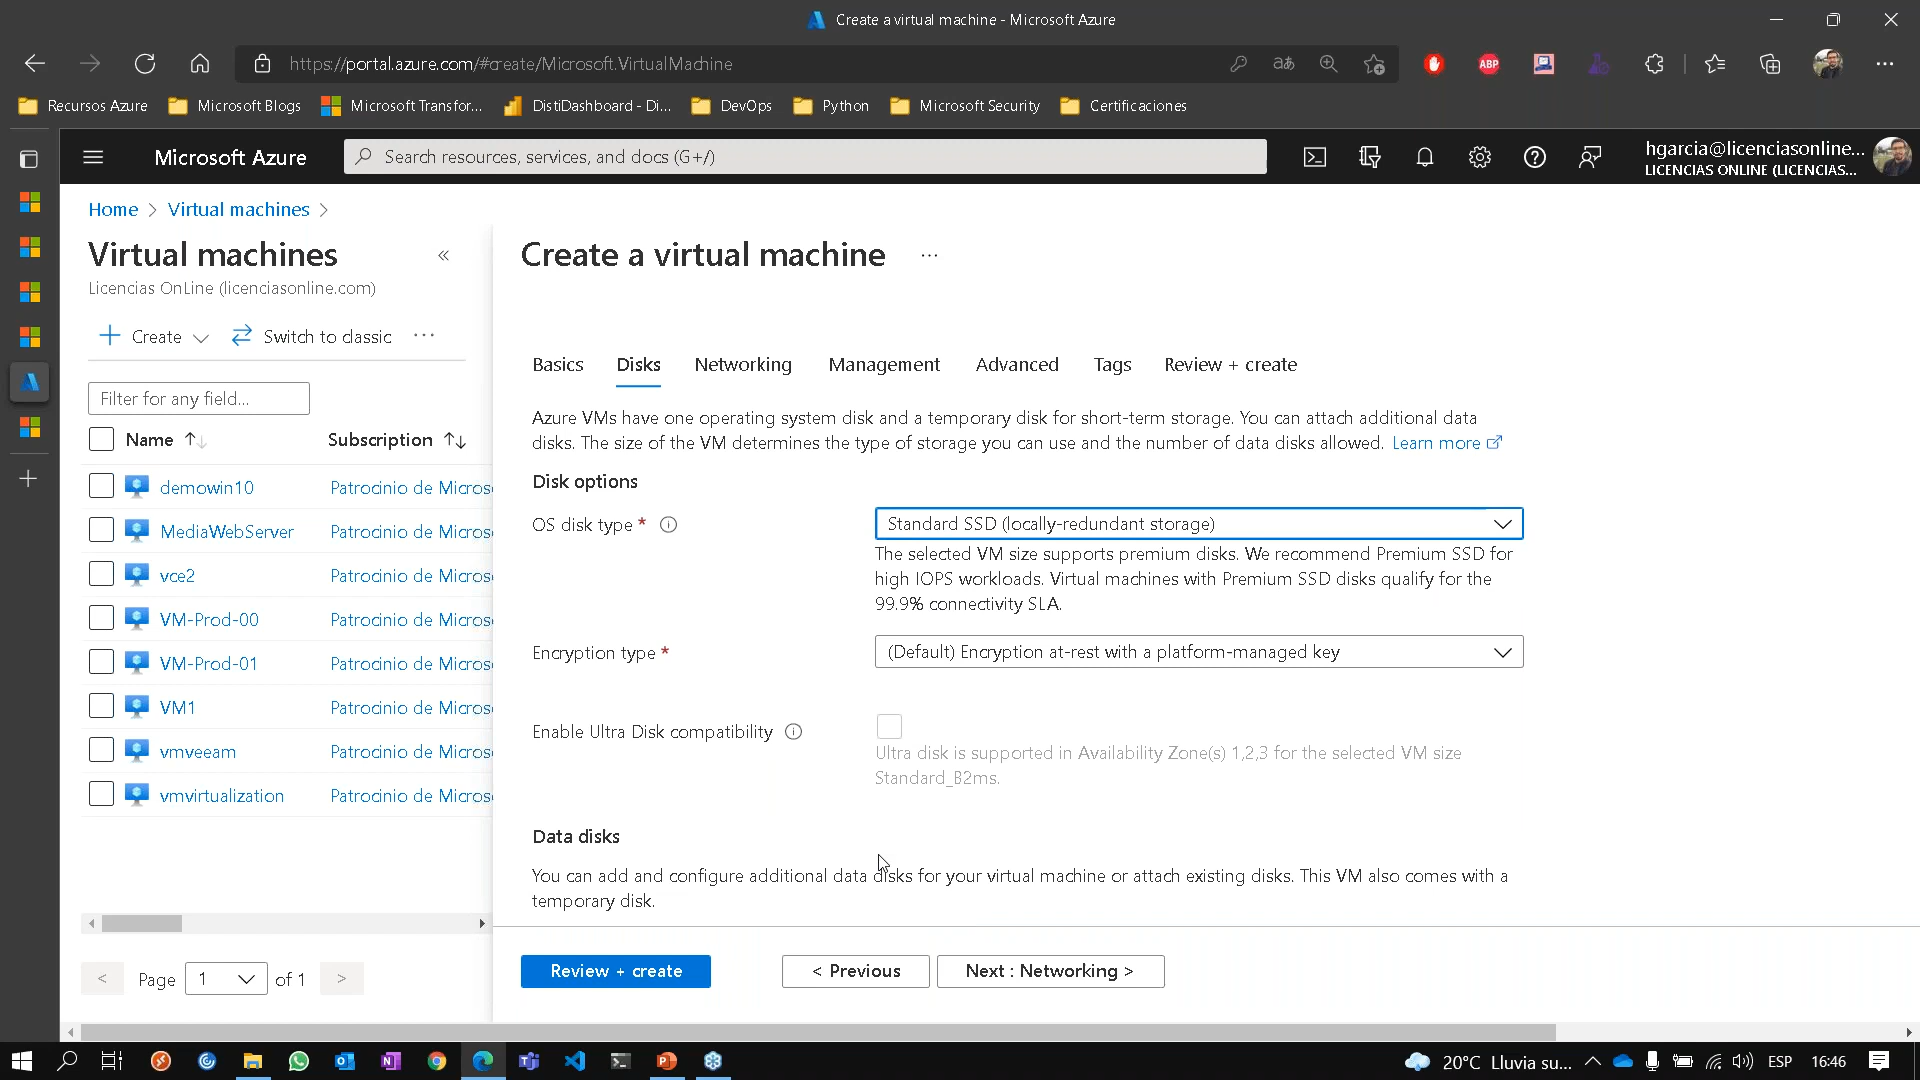 Create a virtual machine - Microsoft Azure
https://portal.azure.com/#create/Microsoft.VirtualMachine
aあ
ABP
Recursos Azure
Microsoft Blogs
Microsoft Transfor...
DistiDashboard - Di...
DevOps
Python
Microsoft Security
Certificaciones
Microsoft Azure
Search resources, services, and docs (G+/)
hgarcia@licenciasonline...
LICENCIAS ONLINE (LICENCIAS...
Home > Virtual machines >
Virtual machines
Licencias OnLine (licenciasonline.com)
Create
Switch to classic
Filter for any field...
Name
Subscription
demowin10 Patrocinio de Micros
MediaWebServer Patrocinio de Micros
vce2 Patrocinio de Micros
VM-Prod-00 Patrocinio de Micros
VM-Prod-01 Patrocinio de Micros
VM1 Patrocinio de Micros
vmveeam Patrocinio de Micros
vmvirtualization Patrocinio de Micros
< Page 1 of 1 >
Create a virtual machine ...
Basics Disks Networking Management Advanced Tags Review + create
Azure VMs have one operating system disk and a temporary disk for short-term storage. You can attach additional data
disks. The size of the VM determines the type of storage you can use and the number of data disks allowed. Learn more
Disk options
OS disk type *
Standard SSD (locally-redundant storage)
The selected VM size supports premium disks. We recommend Premium SSD for
high IOPS workloads. Virtual machines with Premium SSD disks qualify for the
99.9% connectivity SLA.
Encryption type *
(Default) Encryption at-rest with a platform-managed key
Enable Ultra Disk compatibility
Ultra disk is supported in Availability Zone(s) 1,2,3 for the selected VM size
Standard_B2ms.
Data disks
You can add and configure additional data disks for your virtual machine or attach existing disks. This VM also comes with a
temporary disk.
Review + create
< Previous
Next : Networking >
20°C Lluvia su...
ESP
16:46